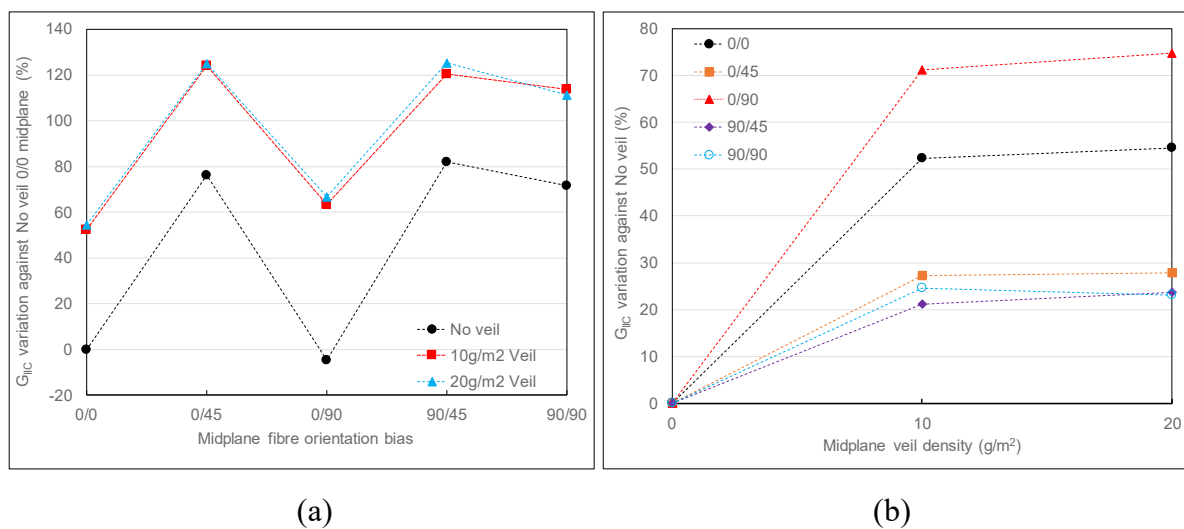 140
120
100
80
60
40
20
0
-20
G_IIC variation against No veil 0/0 midplane (%)
No veil
10g/m2 Veil
20g/m2 Veil
0/0 0/45 0/90 90/45 90/90
Midplane fibre orientation bias
(a)
80
70
60
50
40
30
20
10
0
G_IIC variation against No veil (%)
0/0
0/45
0/90
90/45
90/90
0 10 20
Midplane veil density (g/m²)
(b)